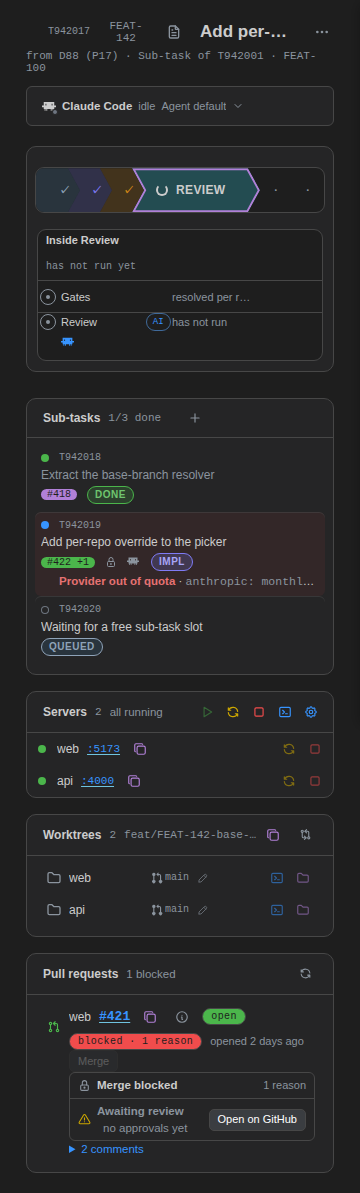 T942017 FEAT-142 Add per-…
from D88 (P17) · Sub-task of T942001 · FEAT-100
Claude Code idle Agent default
REVIEW
Inside Review
has not run yet
Gates resolved per r…
Review AI has not run
Sub-tasks 1/3 done
T942018
Extract the base-branch resolver
#418 DONE
T942019
Add per-repo override to the picker
#422 +1 IMPL
Provider out of quota · anthropic: monthl…
T942020
Waiting for a free sub-task slot
QUEUED
Servers 2 all running
web :5173
api :4000
Worktrees 2 feat/FEAT-142-base-…
web main
api main
Pull requests 1 blocked
web #421 open
blocked · 1 reason opened 2 days ago
Merge
Merge blocked 1 reason
Awaiting review
no approvals yet
Open on GitHub
2 comments